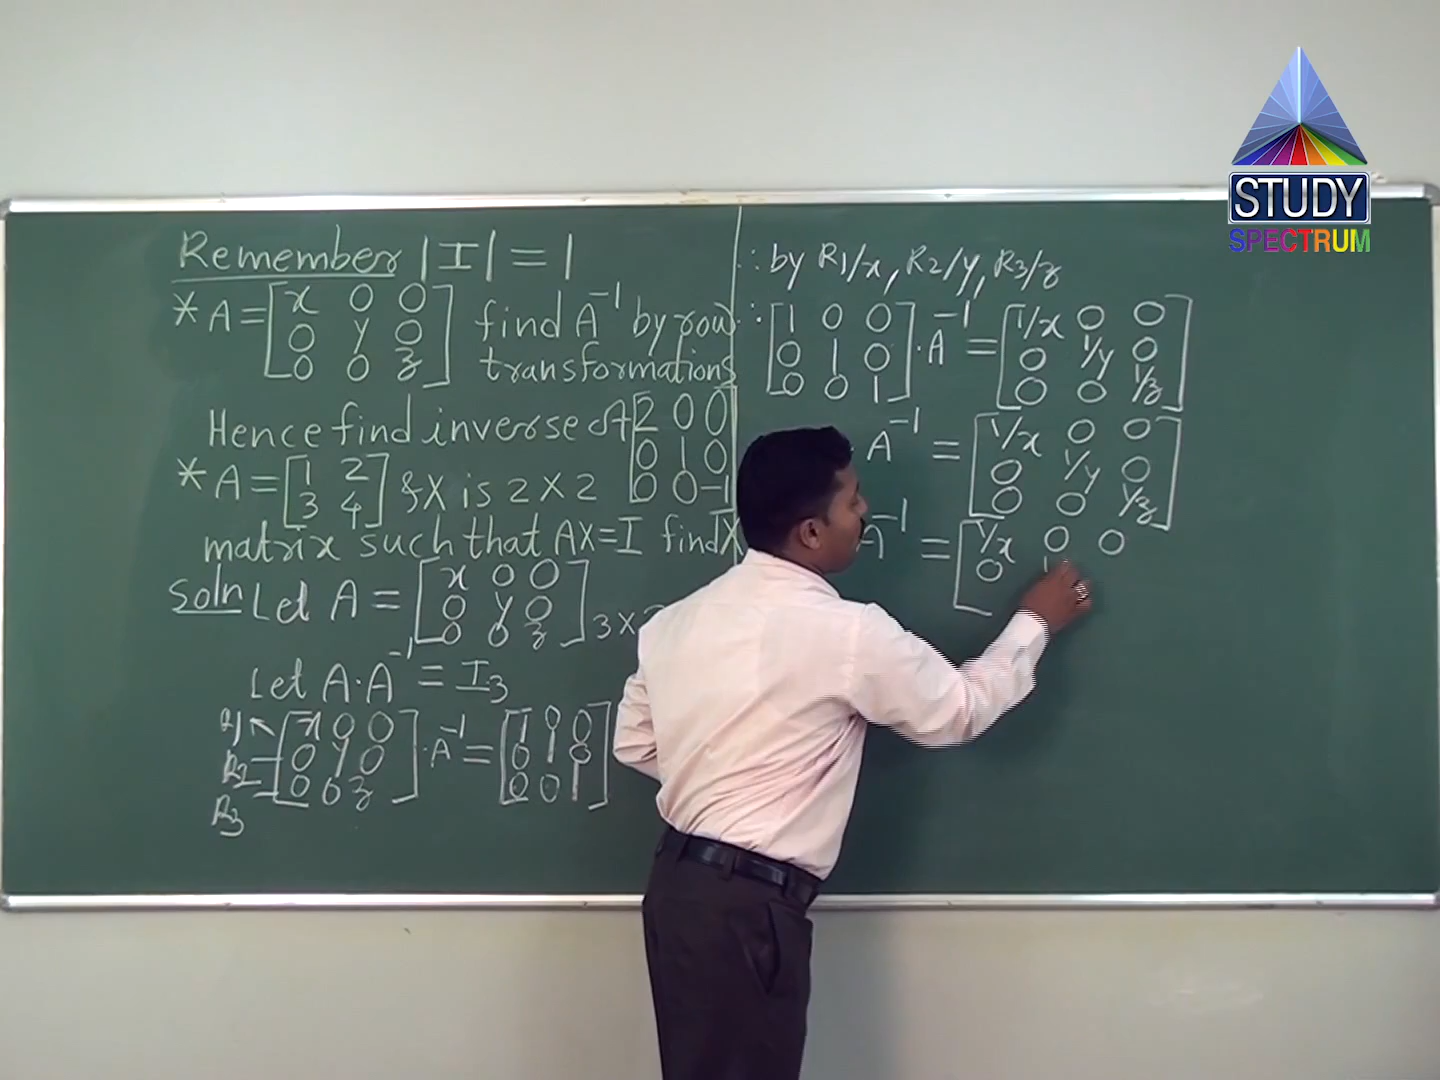 Remember |I| = 1
* A = [x 0 0
0 y 0
0 0 z] find A⁻¹ by row
transformations
Hence find inverse of [2 0 0
0 1 0
0 0 -1]
* A = [1 2
3 4] & X is 2 X 2
matrix such that AX=I find X
Soln Let A = [x 0 0
0 y 0
0 0 z] 3 X
Let A·A⁻¹ = I3
R2 R3 [x 0 0
0 y 0
0 0 z] ·A⁻¹ = [1 0 0
0 1 0
0 0 1]
∴ by R1/x, R2/y, R3/z
∴ [1 0 0
0 1 0
0 0 1] ·A⁻¹ = [1/x 0 0
0 1/y 0
0 0 1/z]
A⁻¹ = [1/x 0 0
0 1/y 0
0 0 1/z]
A⁻¹ = [1/x 0 0
0 1
STUDY
SPECTRUM